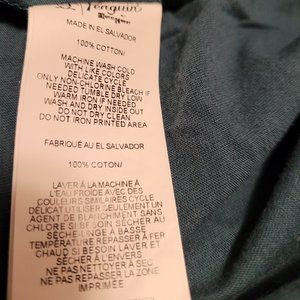 Penguin
MADE IN EL SALVADOR
100% COTTON/
MACHINE WASH COLD
WITH LIKE COLORS
DELICATE CYCLE
ONLY NON-CHLORINE BLEACH IF
NEEDED TUMBLE DRY LOW
WARM IRON IF NEEDED
WASH AND DRY INSIDE OUT
DO NOT DRY CLEAN
DO NOT IRON PRINTED AREA
FABRIQUÉ AU EL SALVADOR
100% COTON/
LAVER À LA MACHINE À
L'EAU FROIDE AVEC DES
COULEURS SIMILAIRES CYCLE
DÉLICAT UTILISER SEULEMENT UN
AGENT DE BLANCHIMENT SANS
CHLORE SI BESOIN SÉCHER AU
SÈCHE-LINGE À BASSE
TEMPÉRATURE REPASSER À FER
CHAUD SI BESOIN LAVER ET
SÉCHER À L'ENVERS
NE PAS NETTOYER À SEC
NE PAS REPASSER LA ZONE
IMPRIMÉE